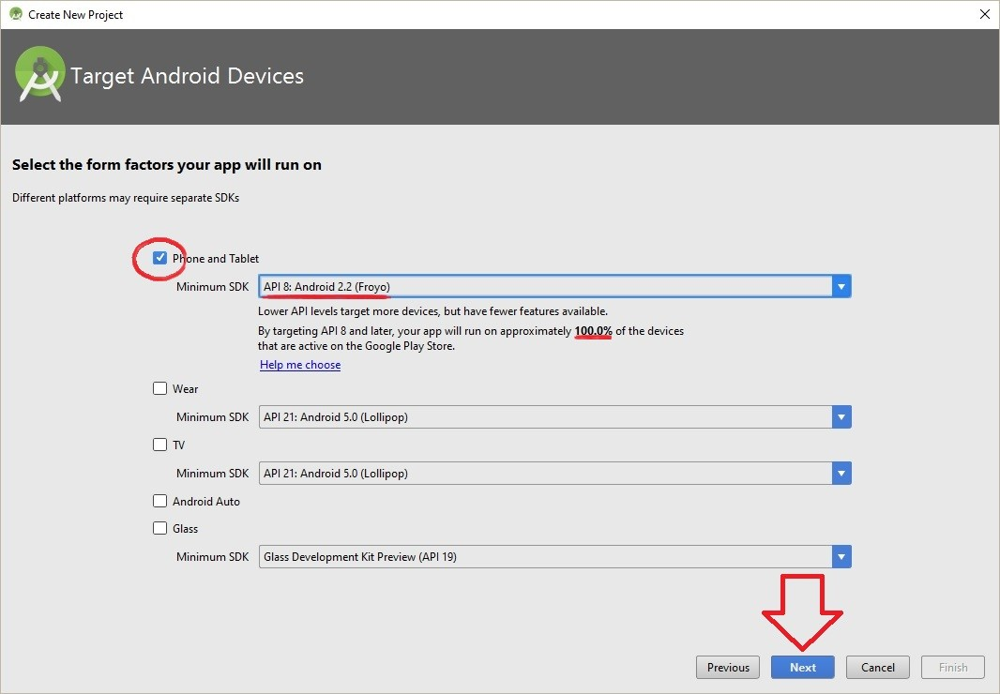 Create New Project
Target Android Devices
Select the form factors your app will run on
Different platforms may require separate SDKs
Phone and Tablet
Minimum SDK API 8: Android 2.2 (Froyo)
Lower API levels target more devices, but have fewer features available.
By targeting API 8 and later, your app will run on approximately 100.0% of the devices
that are active on the Google Play Store.
Help me choose
Wear
Minimum SDK API 21: Android 5.0 (Lollipop)
TV
Minimum SDK API 21: Android 5.0 (Lollipop)
Android Auto
Glass
Minimum SDK Glass Development Kit Preview (API 19)
Previous Next Cancel Finish